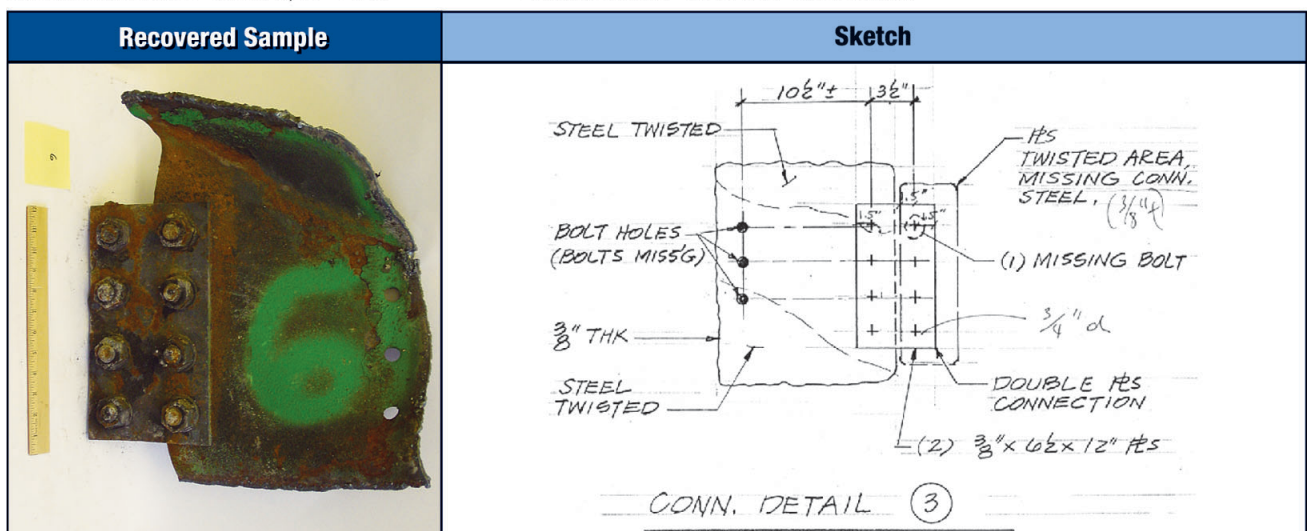 Recovered Sample
Sketch
6
6
10½"±
3½"
STEEL TWISTED
PLS
TWISTED AREA,
MISSING CONN.
STEEL. (3/8"±)
.5"
1.5"
1.5"
BOLT HOLES
(BOLTS MISS'G)
(1) MISSING BOLT
3/8" THK
3/4" d
STEEL
TWISTED
DOUBLE PLS
CONNECTION
(2) 3/8" x 6½ x 12" PLS
CONN. DETAIL 3